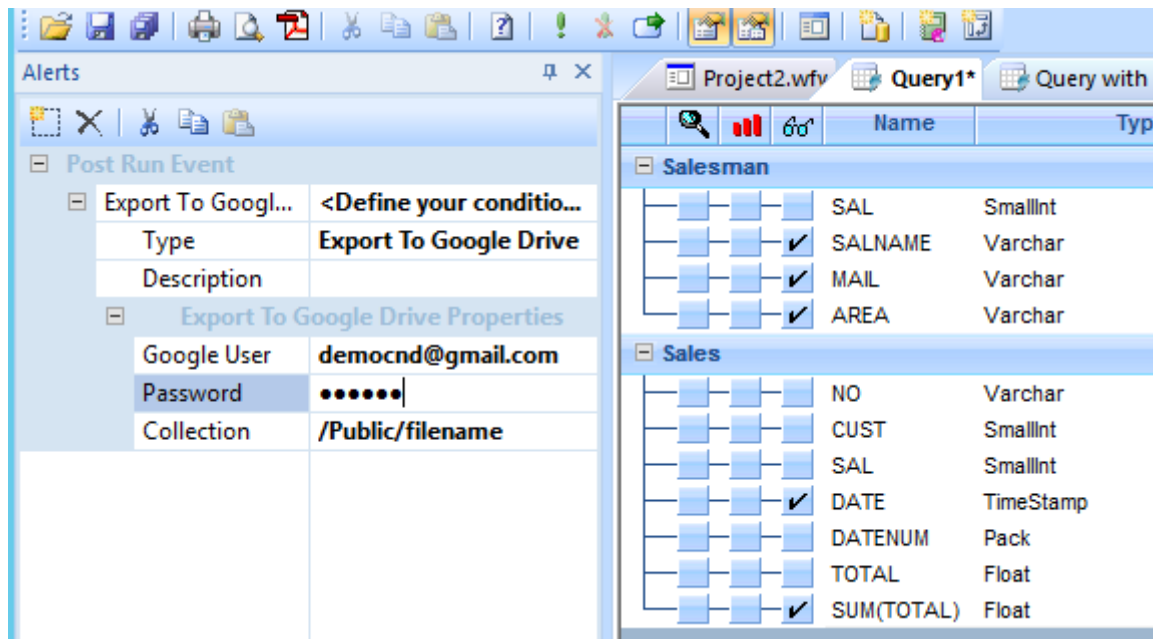 Alerts
Post Run Event
Export To Googl... <Define your conditio...
Type Export To Google Drive
Description
Export To Google Drive Properties
Google User democnd@gmail.com
Password ••••••
Collection /Public/filename
Project2.wfv Query1* Query with
Name Typ
Salesman
SAL SmallInt
SALNAME Varchar
MAIL Varchar
AREA Varchar
Sales
NO Varchar
CUST SmallInt
SAL SmallInt
DATE TimeStamp
DATENUM Pack
TOTAL Float
SUM(TOTAL) Float